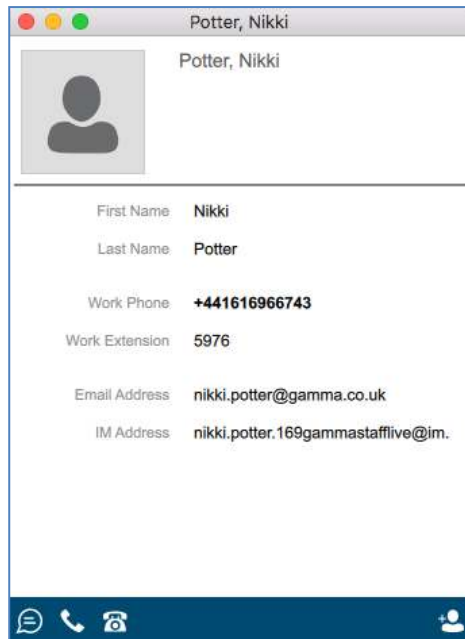 Potter, Nikki
Potter, Nikki
First Name Nikki
Last Name Potter
Work Phone +441616966743
Work Extension 5976
Email Address nikki.potter@gamma.co.uk
IM Address nikki.potter.169gammastafflive@im.